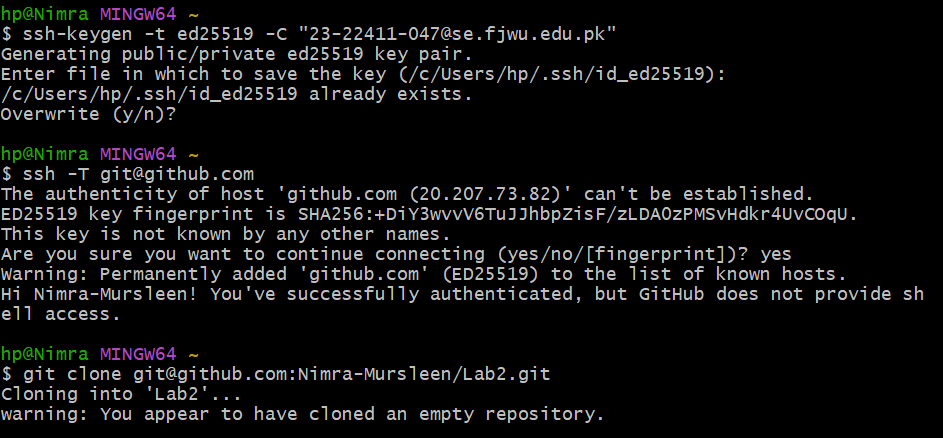 hp@Nimra MINGW64 ~
$ ssh-keygen -t ed25519 -C "23-22411-047@se.fjwu.edu.pk"
Generating public/private ed25519 key pair.
Enter file in which to save the key (/c/Users/hp/.ssh/id_ed25519):
/c/Users/hp/.ssh/id_ed25519 already exists.
Overwrite (y/n)?
hp@Nimra MINGW64 ~
$ ssh -T git@github.com
The authenticity of host 'github.com (20.207.73.82)' can't be established.
ED25519 key fingerprint is SHA256:+DiY3wvvV6TuJJhbpZisF/zLDA0zPMSvHdkr4UvCOqU.
This key is not known by any other names.
Are you sure you want to continue connecting (yes/no/[fingerprint])? yes
Warning: Permanently added 'github.com' (ED25519) to the list of known hosts.
Hi Nimra-Mursleen! You've successfully authenticated, but GitHub does not provide sh
ell access.
hp@Nimra MINGW64 ~
$ git clone git@github.com:Nimra-Mursleen/Lab2.git
Cloning into 'Lab2'...
warning: You appear to have cloned an empty repository.